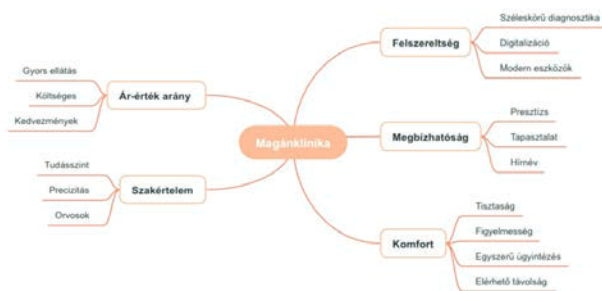 Magánklinika
Ár-érték arány
Gyors ellátás
Költséges
Kedvezmények
Szakértelem
Tudásszint
Precizitás
Orvosok
Felszereltség
Széleskörű diagnosztika
Digitalizáció
Modern eszközök
Megbízhatóság
Presztízs
Tapasztalat
Hírnév
Komfort
Tisztaság
Figyelmesség
Egyszerű ügyintézés
Elérhető távolság